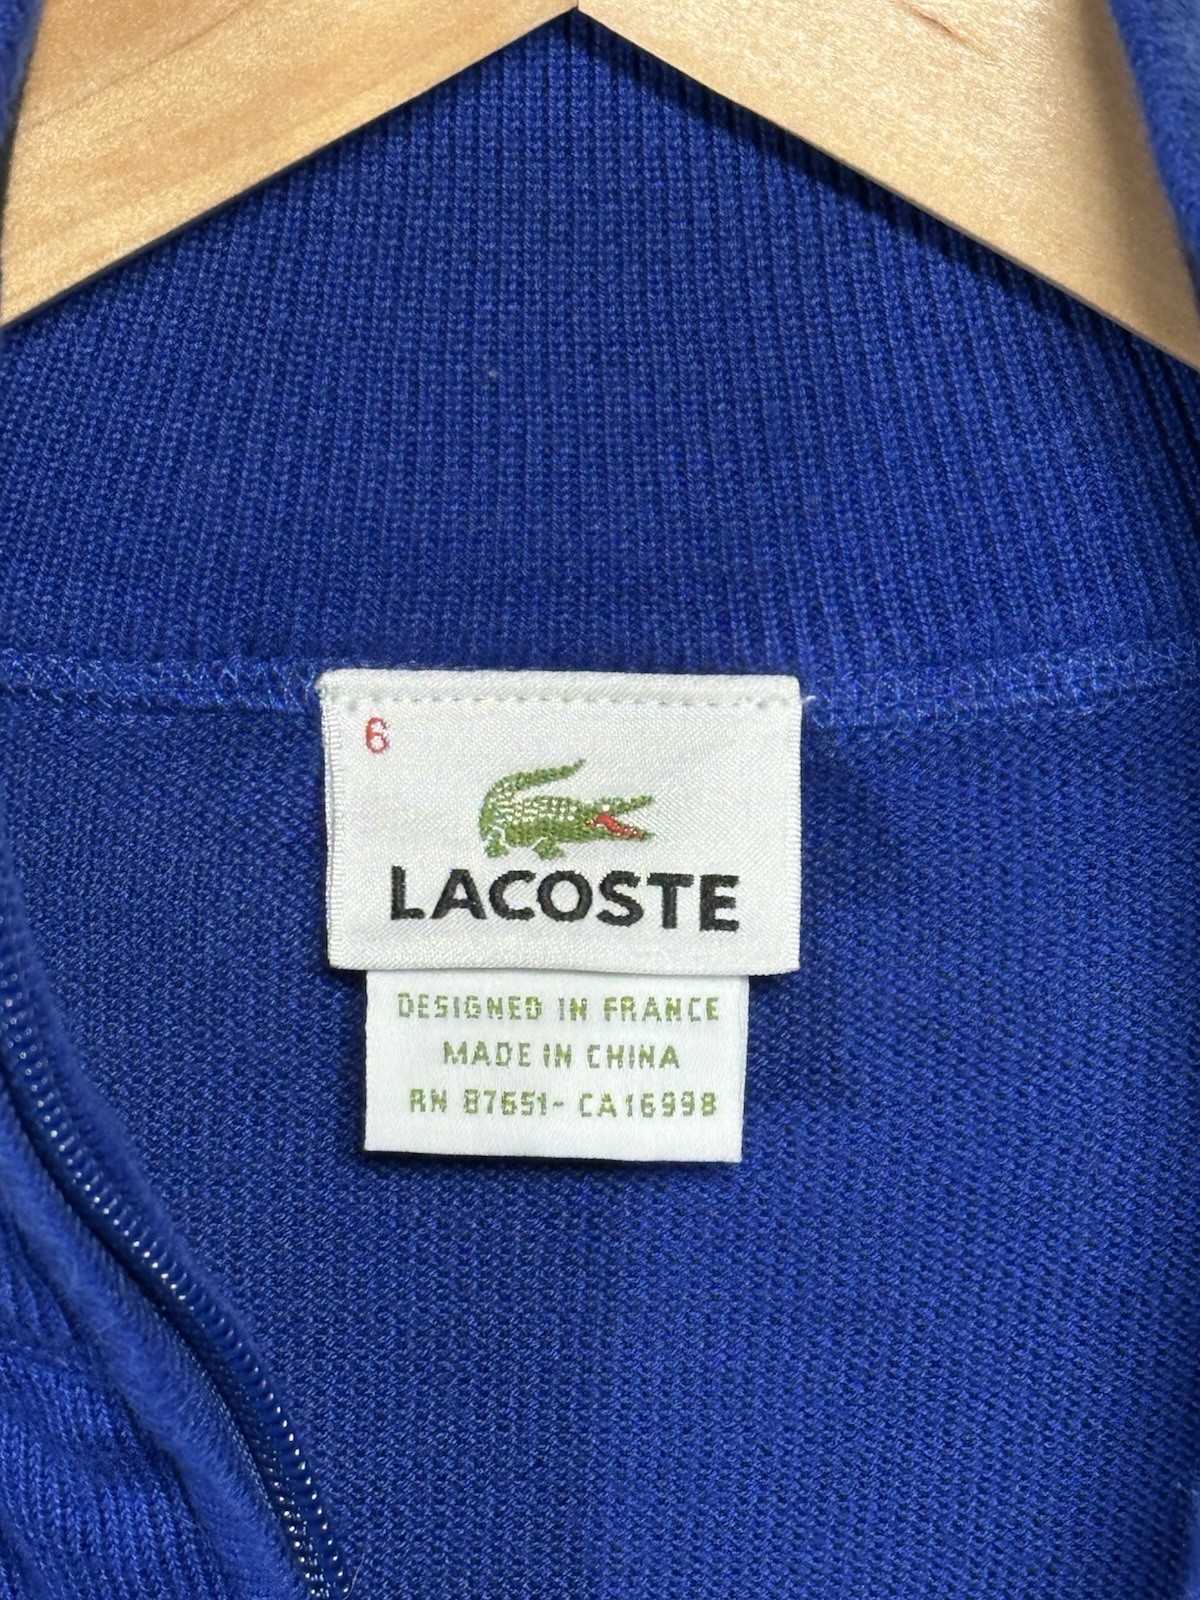 6
LACOSTE
DESIGNED IN FRANCE
MADE IN CHINA
RN 87651- CA16998